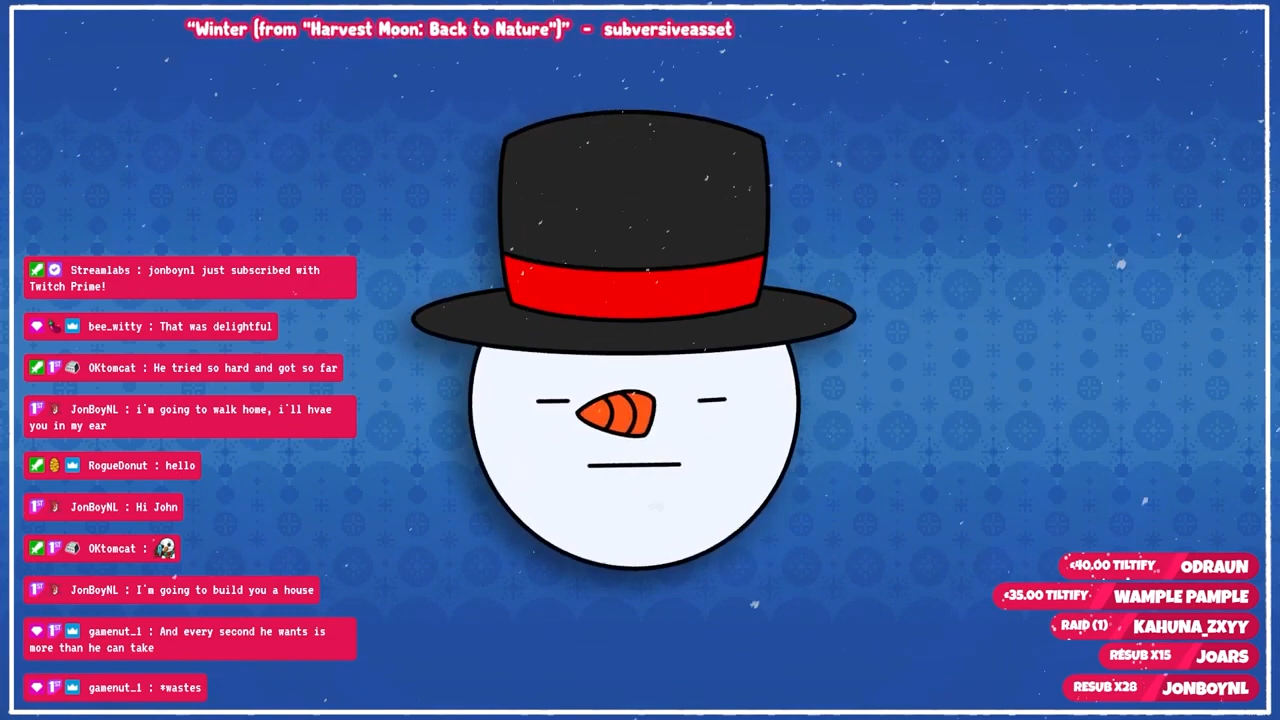 “Winter (from "Harvest Moon: Back to Nature")” - subversiveasset
Streamlabs : jonboynl just subscribed with
Twitch Prime!
bee_witty : That was delightful
OKtomcat : He tried so hard and got so far
JonBoyNL : i'm going to walk home, i'll hvae
you in my ear
RogueDonut : hello
JonBoyNL : Hi John
OKtomcat :
JonBoyNL : I'm going to build you a house
gamenut_1 : And every second he wants is
more than he can take
gamenut_1 : *wastes
40.00 TILTIFY ODRAUN
35.00 TILTIFY WAMPLE PAMPLE
RAID (1) KAHUNA_ZXYY
RESUB X15 JOARS
RESUB X28 JONBOYNL